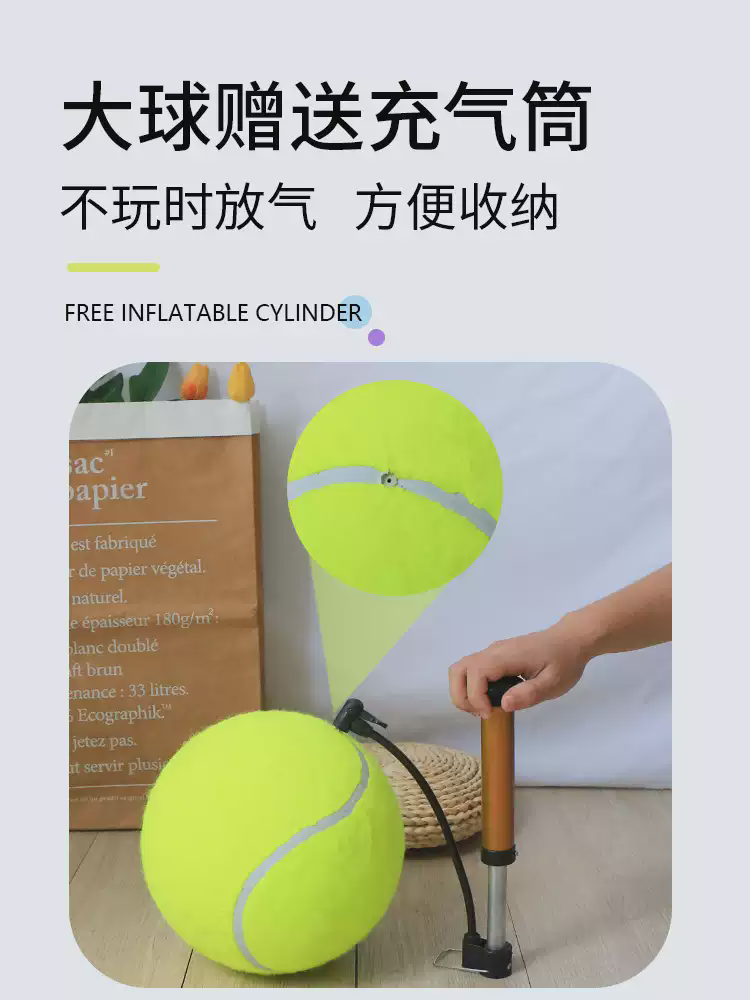 大球赠送充气筒
不玩时放气 方便收纳
FREE INFLATABLE CYLINDER
sac #1
papier
est fabriqué
r de papier végétal.
naturel.
e épaisseur 180g/m²:
blanc doublé
aft brun
enance : 33 litres.
Ecographik.™
jetez pas.
ut servir plusi